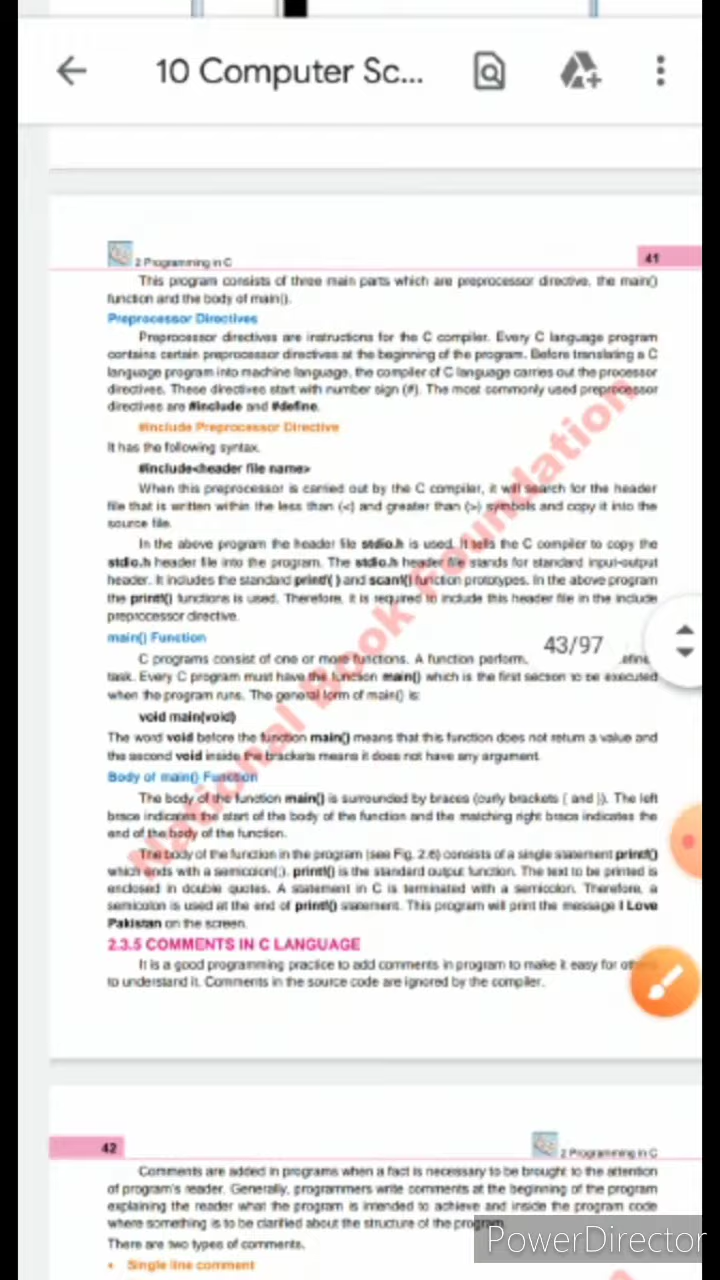 10 Computer Sc...
2 Programming in C
41
This program consists of three main parts which are preprocessor directive, the main()
function and the body of main().
Preprocessor Directives
Preprocessor directives are instructions for the C compiler. Every C language program
contains certain preprocessor directives at the beginning of the program. Before translating a C
language program into machine language, the compiler of C language carries out the processor
directives. These directives start with number sign (#). The most commonly used preprocessor
directives are #include and #define.
#include Preprocessor Directive
It has the following syntax.
#include<header file name>
When this preprocessor is carried out by the C compiler, it will search for the header
file that is written within the less than (<) and greater than (>) symbols and copy it into the
source file.
In the above program the header file stdio.h is used. It tells the C compiler to copy the
stdio.h header file into the program. The stdio.h header file stands for standard input-output
header. It includes the standard printf( ) and scanf() function prototypes. In the above program
the printf() functions is used. Therefore, it is required to include this header file in the include
preprocessor directive.
main() Function
43/97
C programs consist of one or more functions. A function perform
task. Every C program must have the function main() which is the first section to be executed
when the program runs. The general form of main() is:
void main(void)
The word void before the function main() means that this function does not return a value and
the second void inside the brackets means it does not have any argument.
Body of main() Function
The body of the function main() is surrounded by braces (curly brackets { and }). The left
brace indicates the start of the body of the function and the matching right brace indicates the
end of the body of the function.
The body of the function in the program (see Fig. 2.6) consists of a single statement printf()
which ends with a semicolon(;). printf() is the standard output function. The text to be printed is
enclosed in double quotes. A statement in C is terminated with a semicolon. Therefore, a
semicolon is used at the end of printf() statement. This program will print the message I Love
Pakistan on the screen.
2.3.5 COMMENTS IN C LANGUAGE
It is a good programming practice to add comments in program to make it easy for
to understand it. Comments in the source code are ignored by the compiler.
National Book Foundation
42
2 Programming in C
Comments are added in programs when a fact is necessary to be brought to the attention
of program's reader. Generally, programmers write comments at the beginning of the program
explaining the reader what the program is intended to achieve and inside the program code
where something is to be clarified about the structure of the program.
There are two types of comments.
• Single line comment
PowerDirector